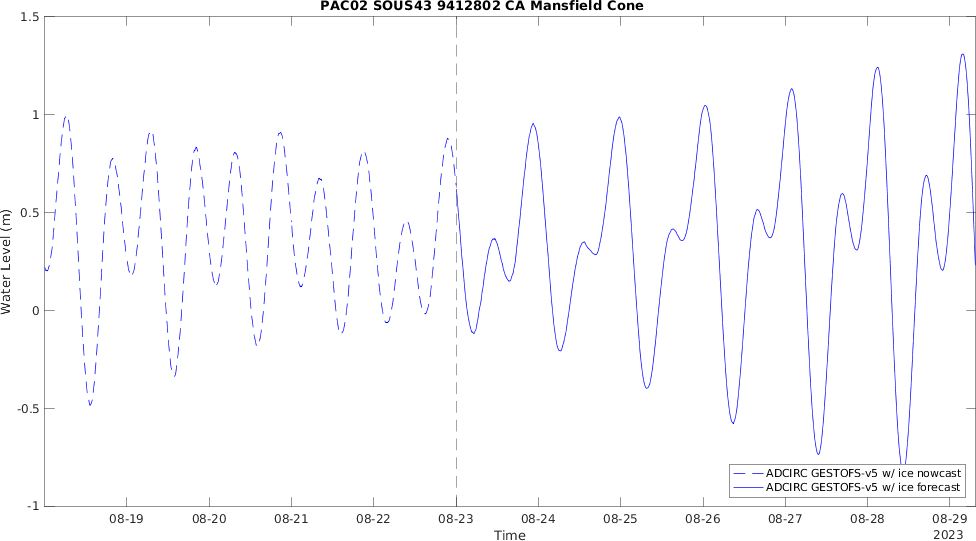 PAC02 SOUS43 9412802 CA Mansfield Cone
1.5
1
0.5
0
-0.5
-1
Water Level (m)
ADCIRC GESTOFS-v5 w/ ice nowcast
ADCIRC GESTOFS-v5 w/ ice forecast
08-19 08-20 08-21 08-22 08-23 08-24 08-25 08-26 08-27 08-28 08-29
Time
2023